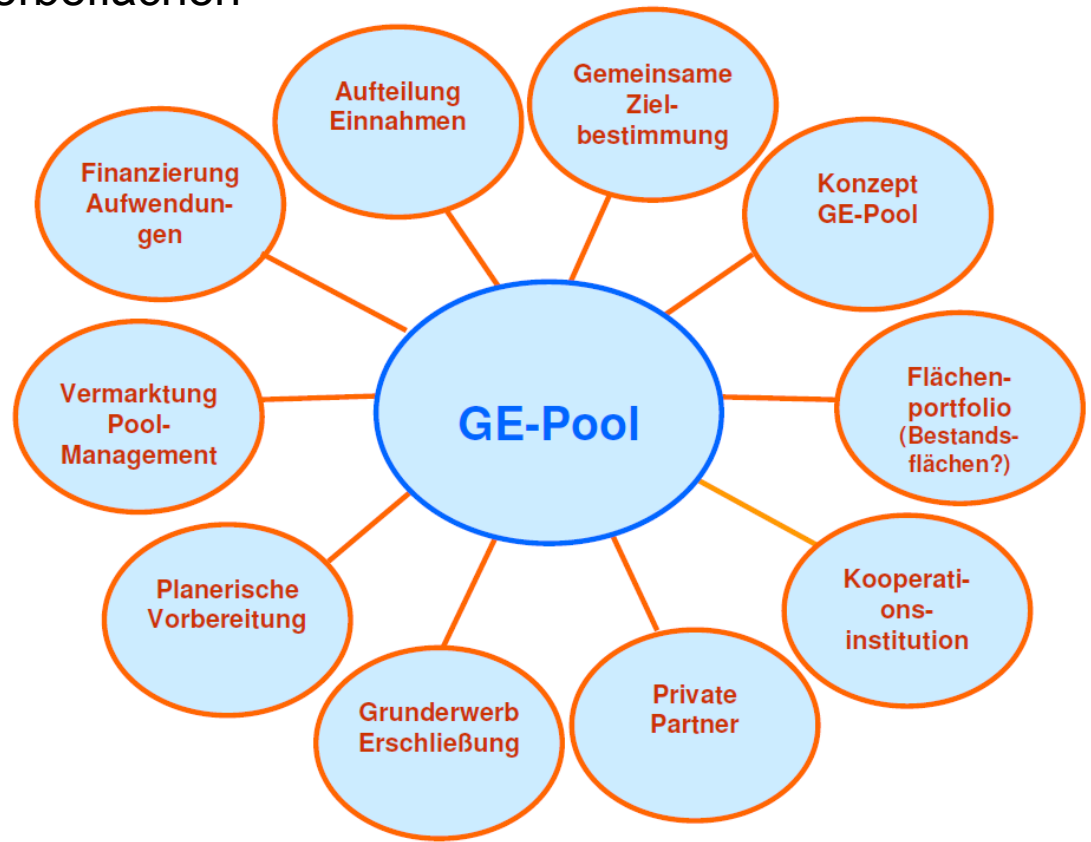 Aufteilung
Einnahmen
Gemeinsame
Ziel-
bestimmung
Konzept
GE-Pool
Flächen-
portfolio
(Bestands-
flächen?)
Kooperati-
ons-
institution
Private
Partner
Grunderwerb
Erschließung
Planerische
Vorbereitung
Vermarktung
Pool-
Management
Finanzierung
Aufwendun-
gen
GE-Pool